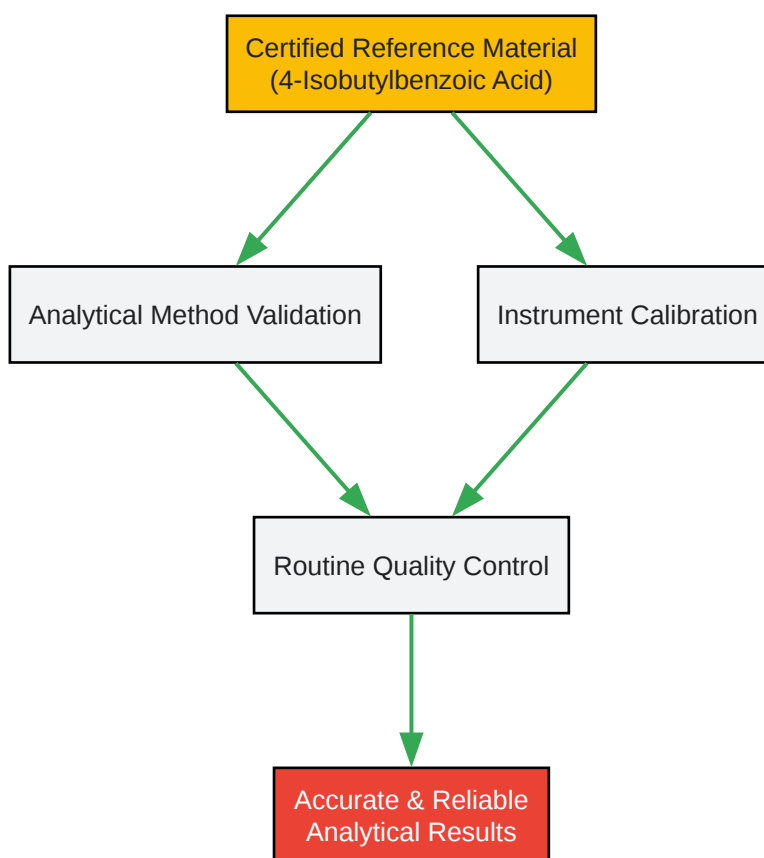 Certified Reference Material
(4-Isobutylbenzoic Acid)
Analytical Method Validation
Instrument Calibration
Routine Quality Control
Accurate & Reliable
Analytical Results